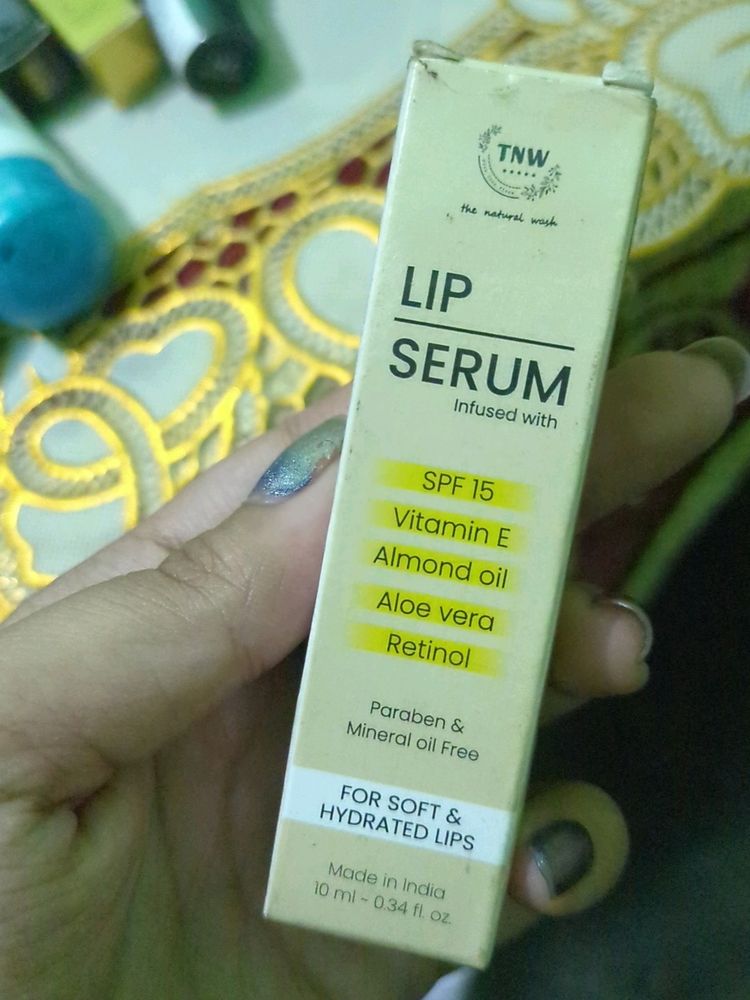 TNW
the natural wash
LIP
SERUM
Infused with
SPF 15
Vitamin E
Almond oil
Aloe vera
Retinol
Paraben &
Mineral oil Free
FOR SOFT &
HYDRATED LIPS
Made in India
10 ml ~ 0.34 fl. oz.